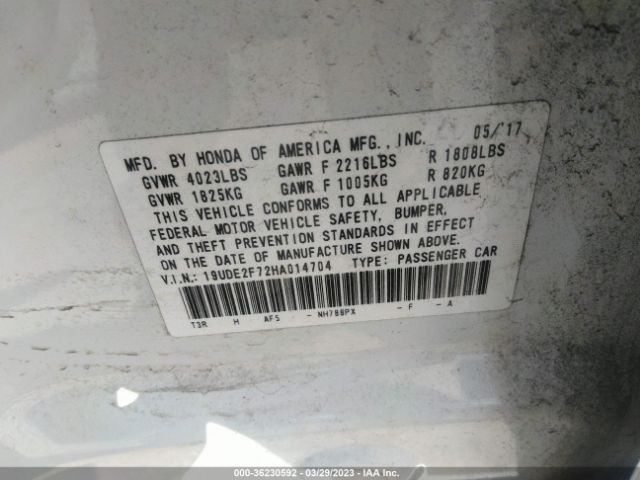 MFD. BY HONDA OF AMERICA MFG., INC. 05/'17
GVWR 4023LBS GAWR F 2216LBS R 1808LBS
GVWR 1825KG GAWR F 1005KG R 820KG
THIS VEHICLE CONFORMS TO ALL APPLICABLE
FEDERAL MOTOR VEHICLE SAFETY, BUMPER,
AND THEFT PREVENTION STANDARDS IN EFFECT
ON THE DATE OF MANUFACTURE SHOWN ABOVE.
V.I.N.: 19UDE2F72HA014704 TYPE: PASSENGER CAR
T3R H AF5 - NH788PX - F - A
000-36230592 — 03/29/2023 — IAA Inc.